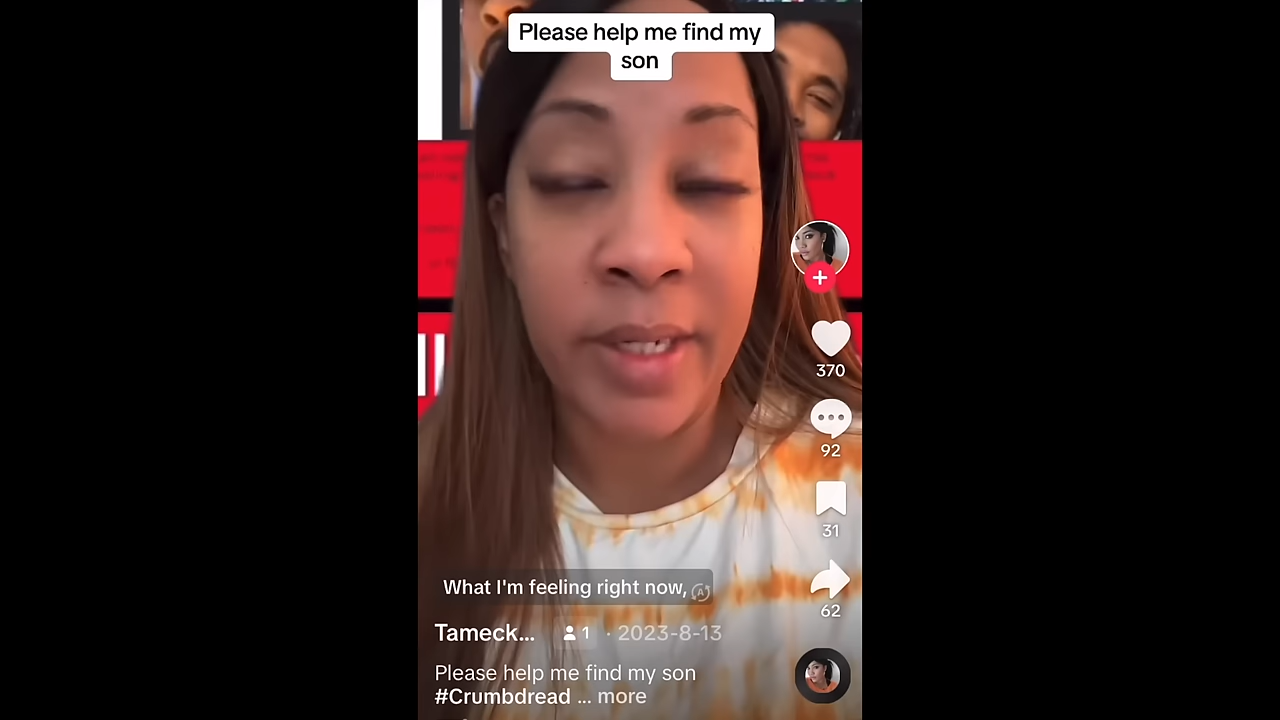 Please help me find my
son
370
92
31
What I'm feeling right now,
62
Tameck... 1 · 2023-8-13
Please help me find my son
#Crumbdread ... more